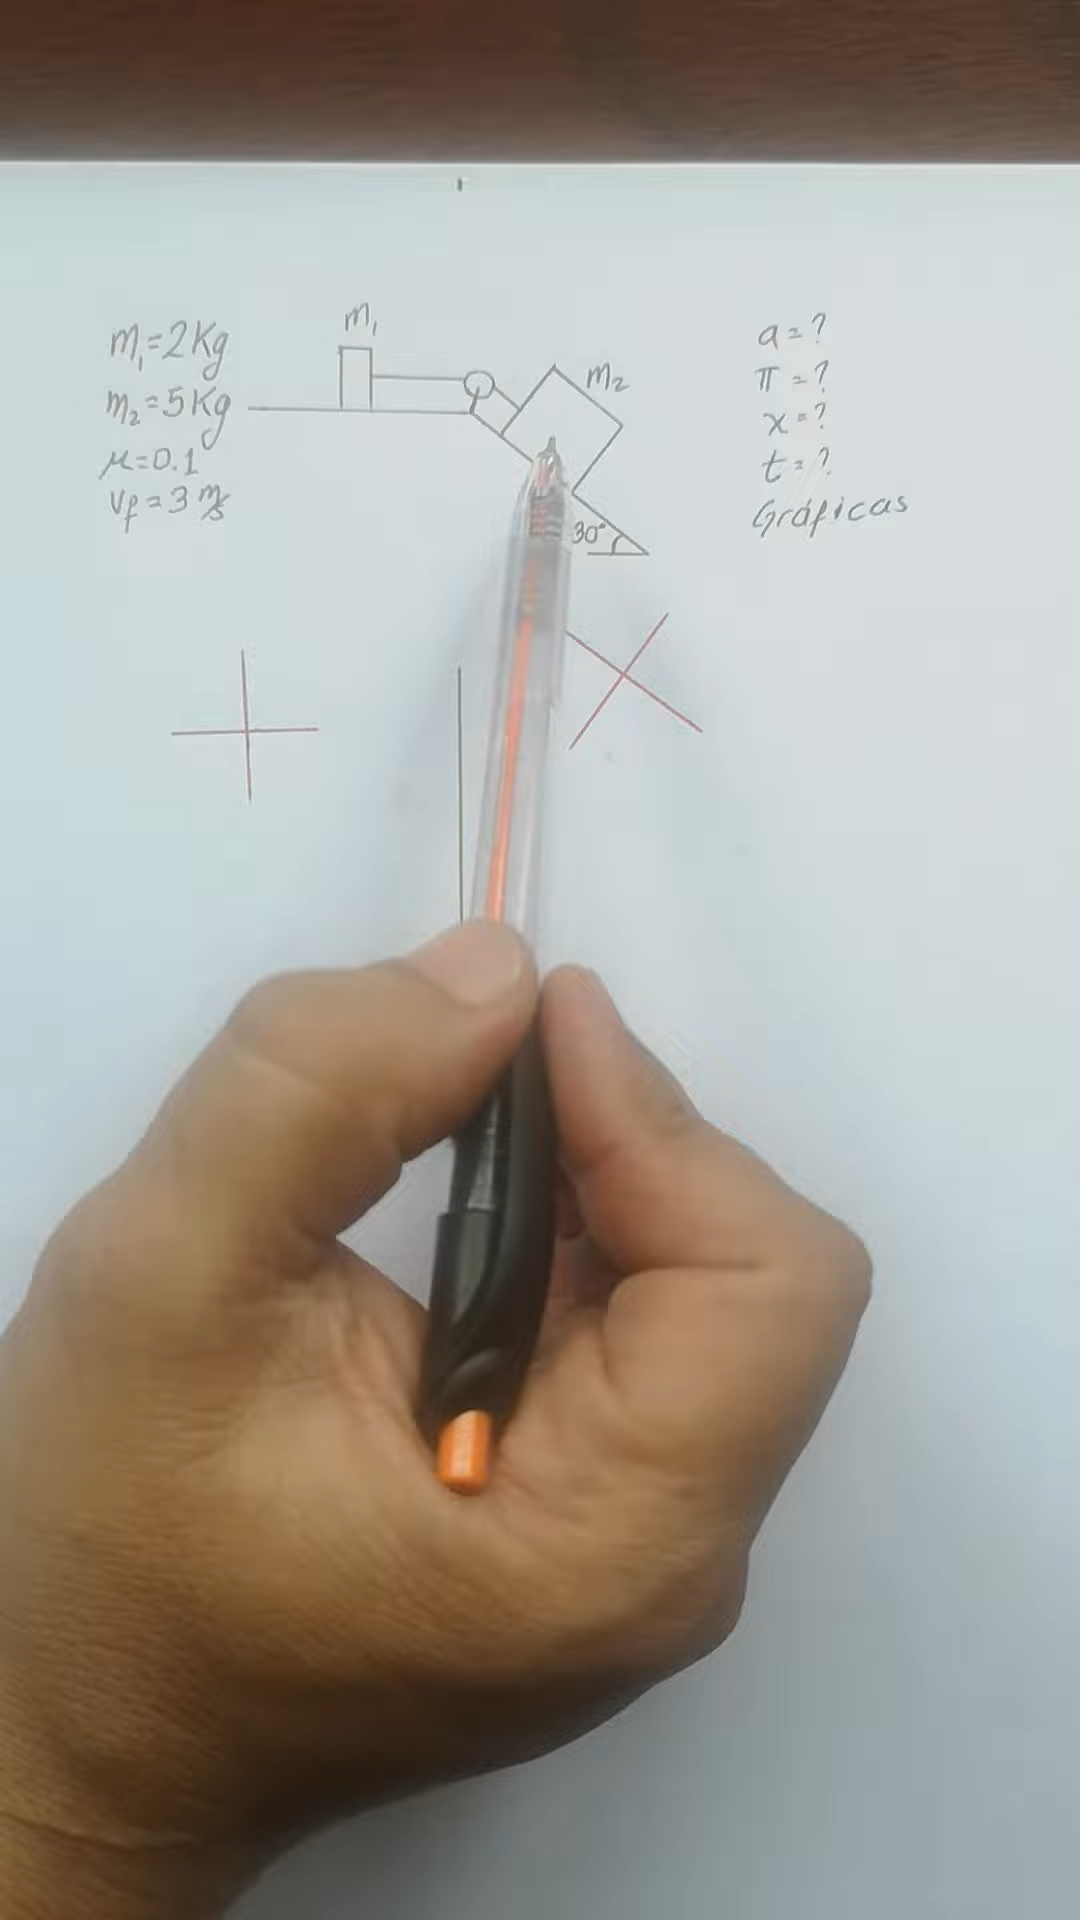 m₁
m₁=2Kg
m₂=5Kg
μ=0.1
Vf=3 m/s
m₂
30°
a=?
T=?
x=?
t=?
Gráficas